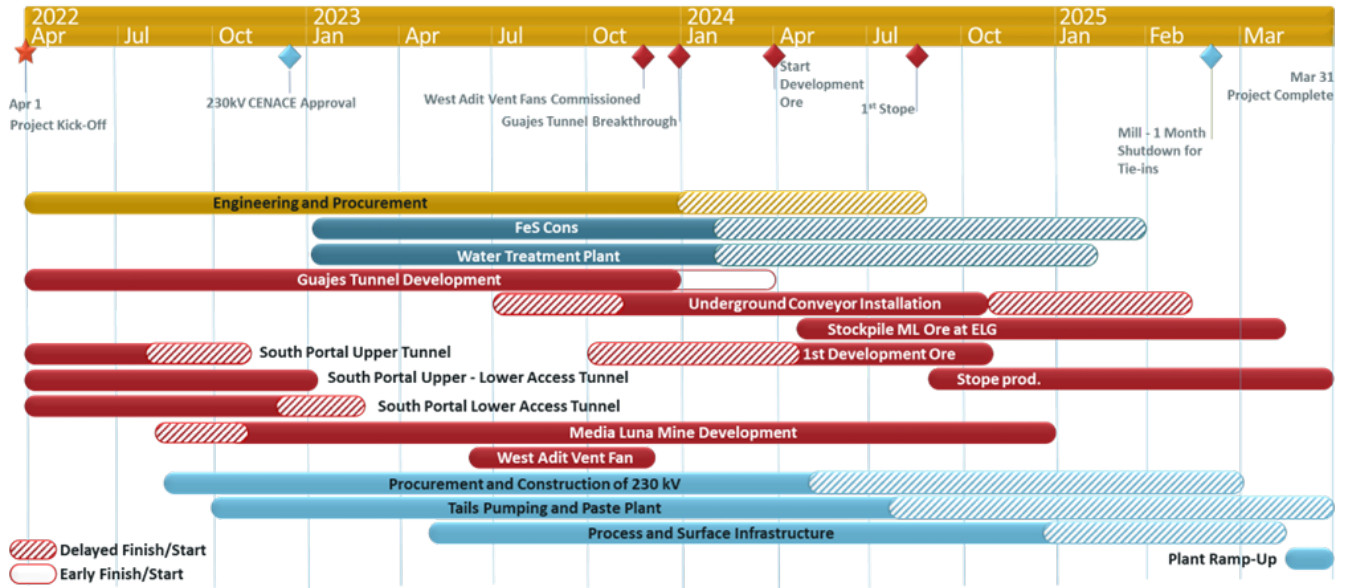 2022 2023 2024 2025
Apr Jul Oct Jan Apr Jul Oct Jan Apr Jul Oct Jan Feb Mar
Apr 1
Project Kick-Off
230kV CENACE Approval
West Adit Vent Fans Commissioned
Guajes Tunnel Breakthrough
Start
Development
Ore
1st Stope
Mill - 1 Month
Shutdown for
Tie-ins
Mar 31
Project Complete
Engineering and Procurement
FeS Cons
Water Treatment Plant
Guajes Tunnel Development
Underground Conveyor Installation
Stockpile ML Ore at ELG
South Portal Upper Tunnel
1st Development Ore
South Portal Upper - Lower Access Tunnel
Stope prod.
South Portal Lower Access Tunnel
Media Luna Mine Development
West Adit Vent Fan
Procurement and Construction of 230 kV
Tails Pumping and Paste Plant
Process and Surface Infrastructure
Delayed Finish/Start
Plant Ramp-Up
Early Finish/Start